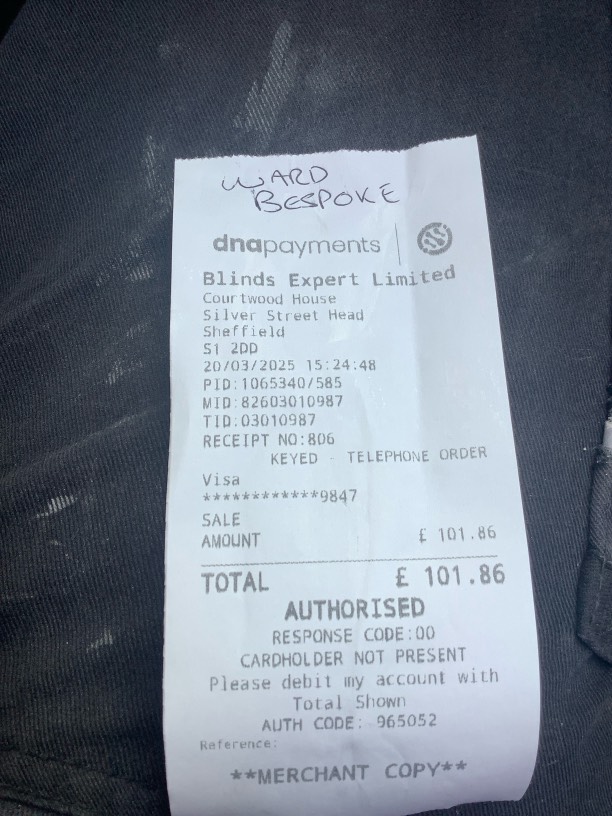 WARD
BESPOKE
dnapayments
Blinds Expert Limited
Courtwood House
Silver Street Head
Sheffield
S1 2DD
20/03/2025 15:24:48
PID:1065340/585
MID:82603010987
TID:03010987
RECEIPT NO:806
KEYED - TELEPHONE ORDER
Visa
************9847
SALE
AMOUNT £ 101.86
TOTAL £ 101.86
AUTHORISED
RESPONSE CODE:00
CARDHOLDER NOT PRESENT
Please debit my account with
Total Shown
AUTH CODE: 965052
Reference:
**MERCHANT COPY**